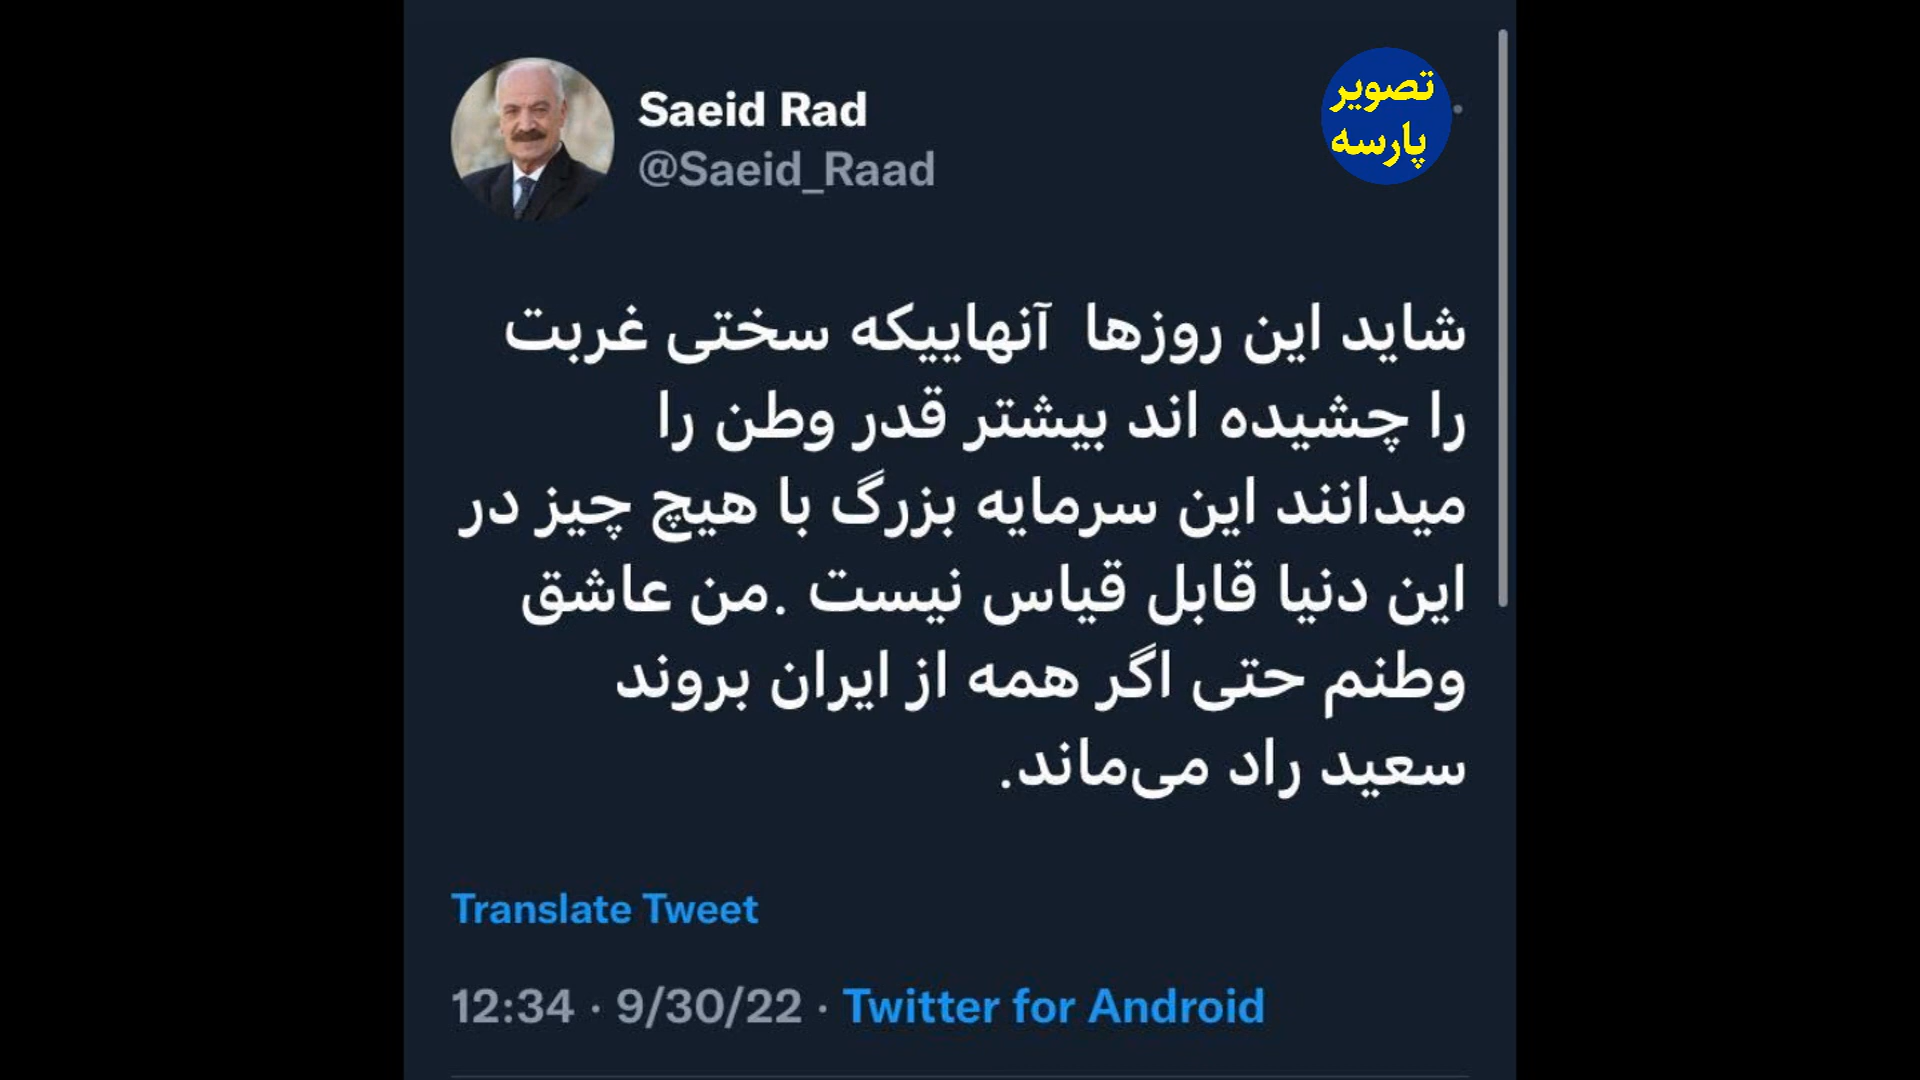 Saeid Rad
@Saeid_Raad
تصویر
پارسه
شاید این روزها  آنهاییکه سختی غربت
را چشیده اند بیشتر قدر وطن را
میدانند این سرمایه بزرگ با هیچ چیز در
این دنیا قابل قیاس نیست .من عاشق
وطنم حتی اگر همه از ایران بروند
سعید راد می‌ماند.
Translate Tweet
12:34 · 9/30/22 · Twitter for Android